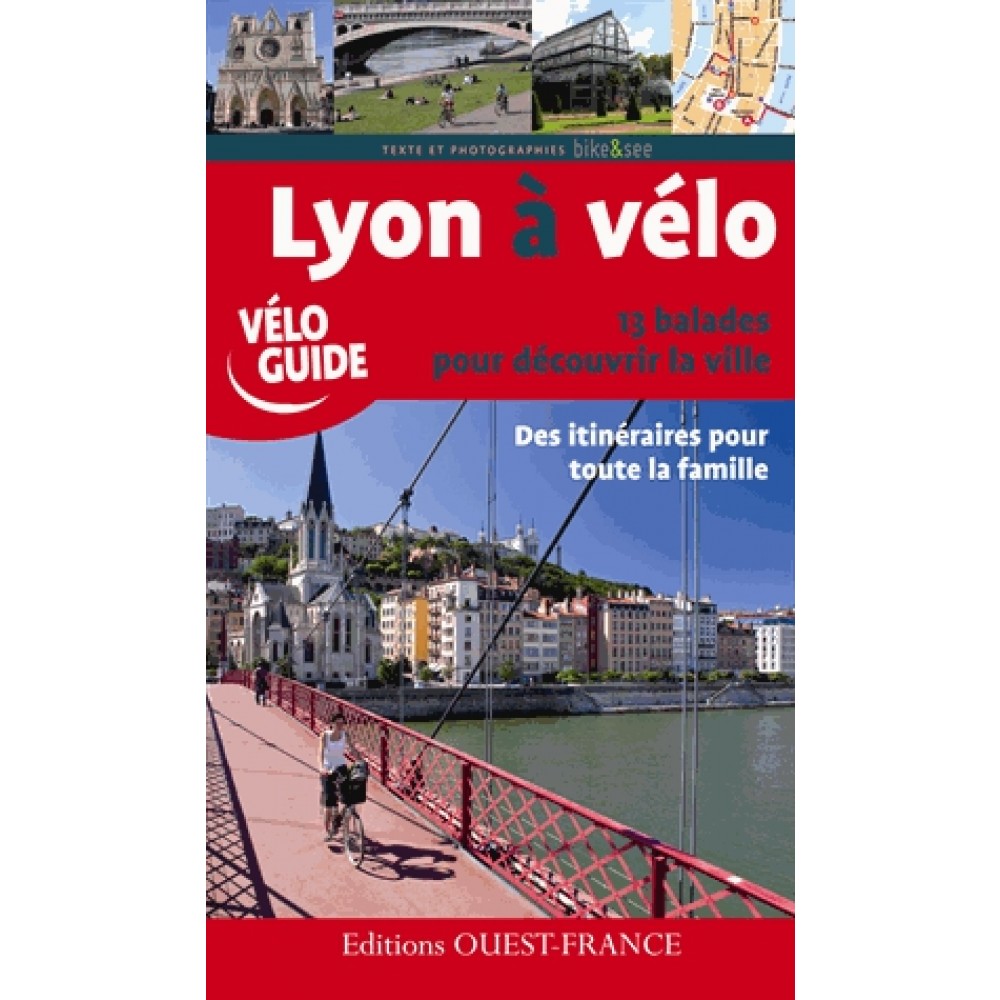 TEXTE ET PHOTOGRAPHIES bike&see
Lyon à vélo
VÉLO
GUIDE
13 balades
pour découvrir la ville
Des itinéraires pour
toute la famille
Editions OUEST-FRANCE